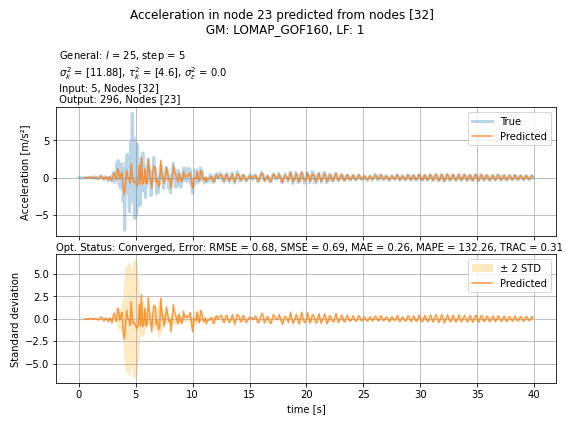 Acceleration in node 23 predicted from nodes [32]
GM: LOMAP_GOF160, LF: 1
General: l = 25, step = 5
σ²ₖ = [11.88], τ²ₖ = [4.6], σ²ε = 0.0
Input: 5, Nodes [32]
Output: 296, Nodes [23]
Acceleration [m/s²]
5
0
−5
True
Predicted
Opt. Status: Converged, Error: RMSE = 0.68, SMSE = 0.69, MAE = 0.26, MAPE = 132.26, TRAC = 0.31
Standard deviation
5.0
2.5
0.0
−2.5
−5.0
± 2 STD
Predicted
0 5 10 15 20 25 30 35 40
time [s]